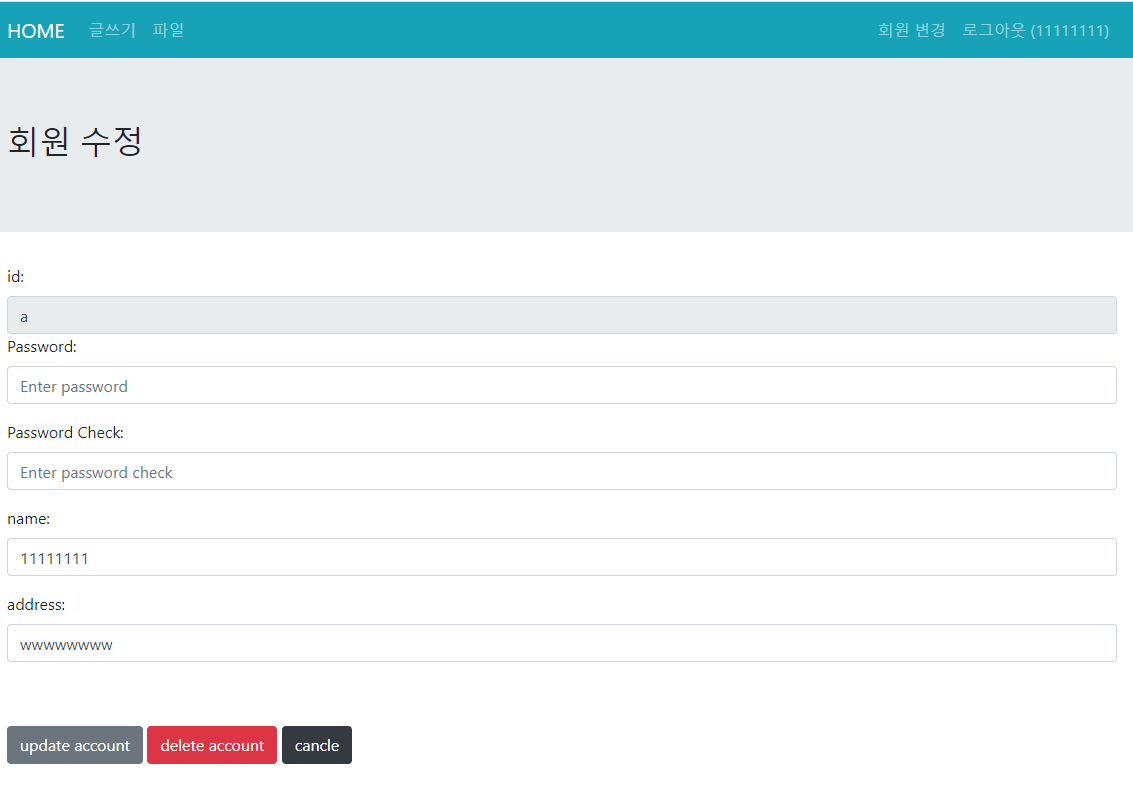 HOME 글쓰기 파일 회원 변경 로그아웃 (11111111)
회원 수정
id:
a
Password:
Enter password
Password Check:
Enter password check
name:
11111111
address:
wwwwwwww
update account delete account cancle